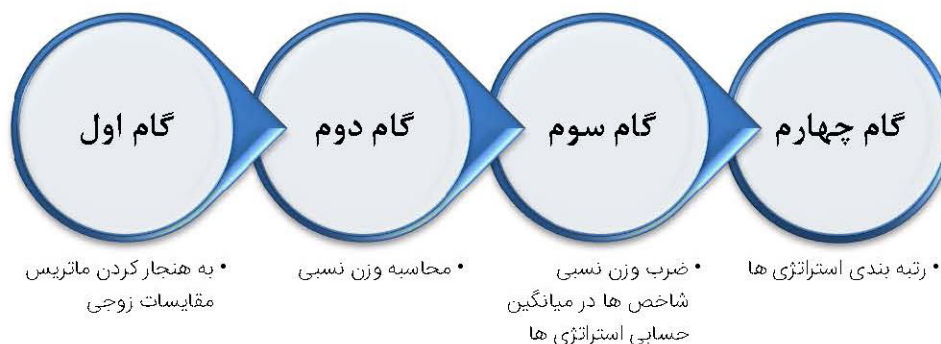 گام اول
گام دوم
گام سوم
گام چهارم
• به هنجار کردن ماتریس
مقایسات زوجی
• محاسبه وزن نسبی
• ضرب وزن نسبی
شاخص ها در میانگین
حسابی استراتژی ها
• رتبه بندی استراتژی ها